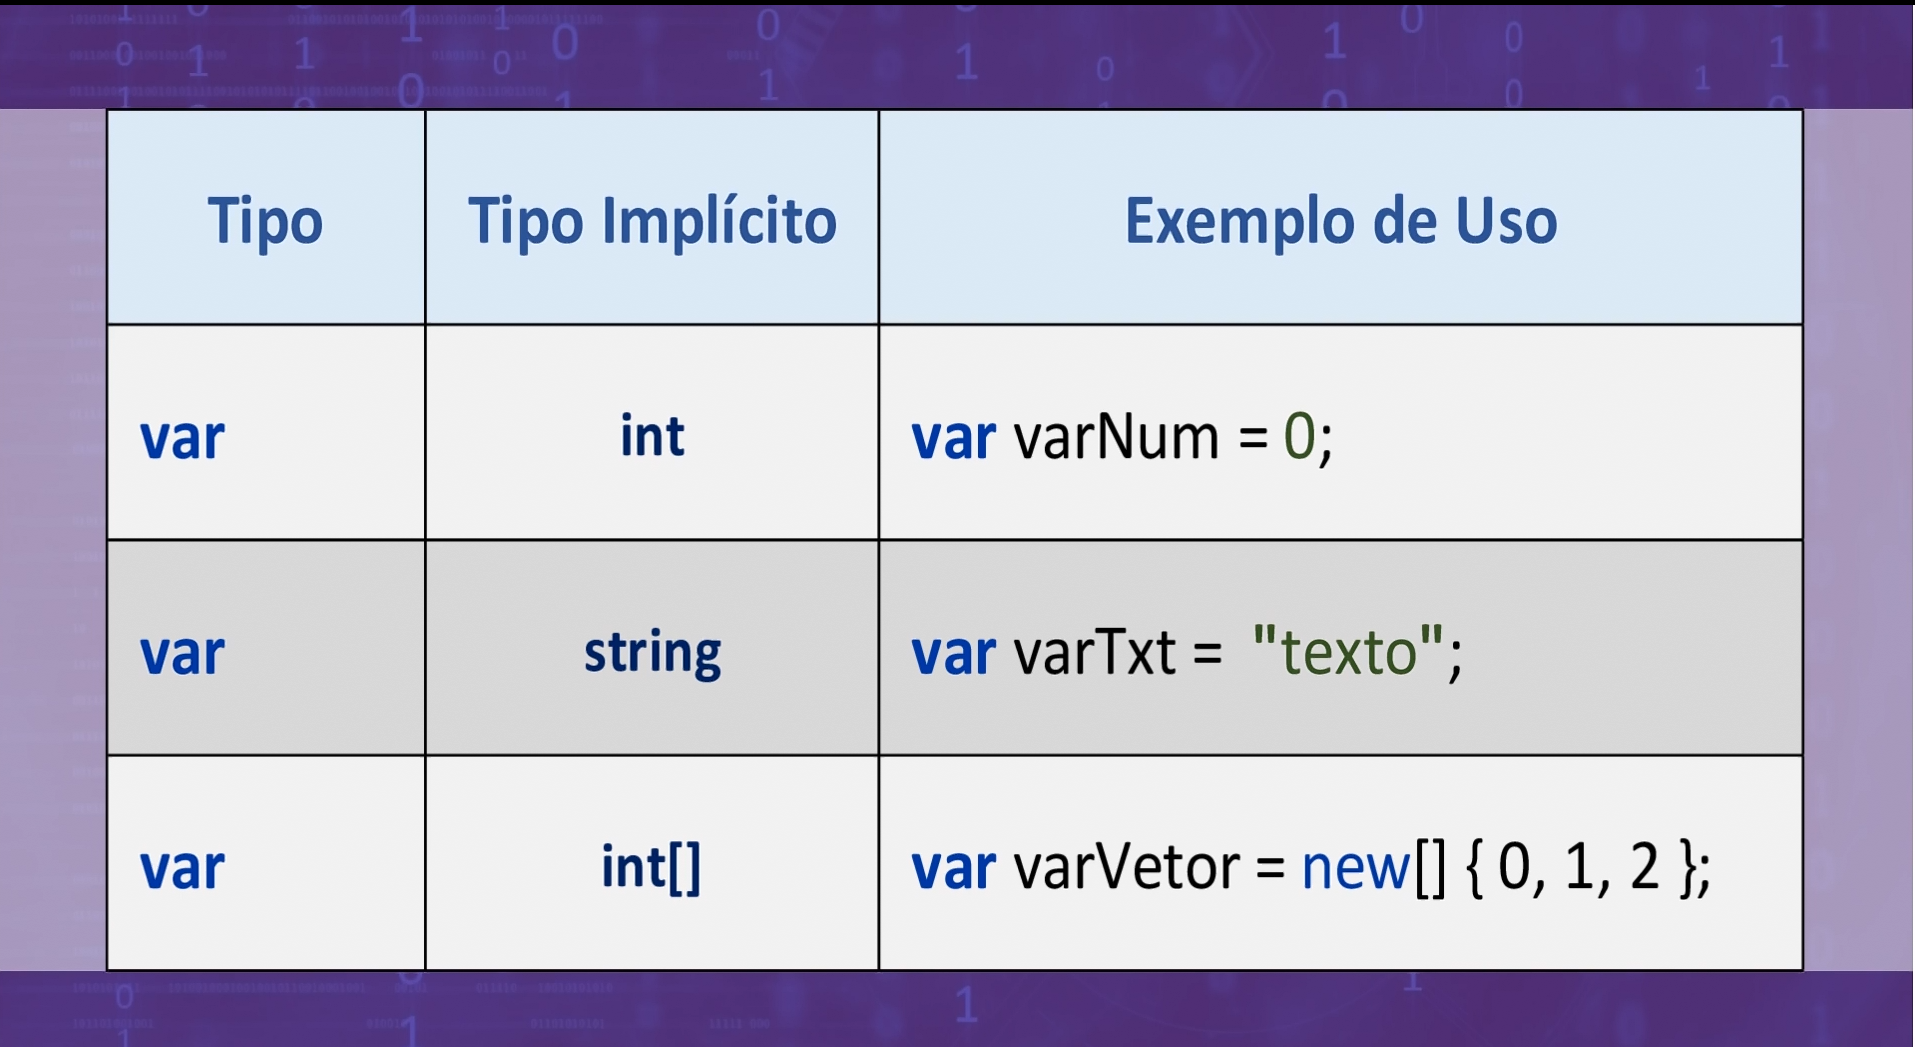 Tipo Tipo Implícito Exemplo de Uso
var int var varNum = 0;
var string var varTxt = "texto";
var int[] var varVetor = new[] { 0, 1, 2 };